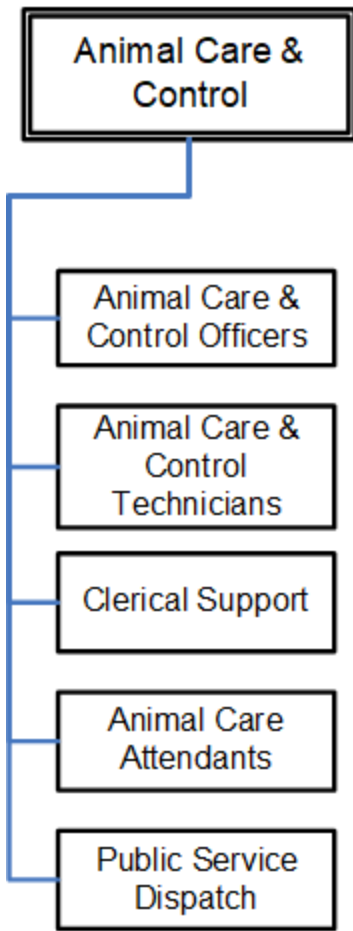 Animal Care &
Control
Animal Care &
Control Officers
Animal Care &
Control
Technicians
Clerical Support
Animal Care
Attendants
Public Service
Dispatch